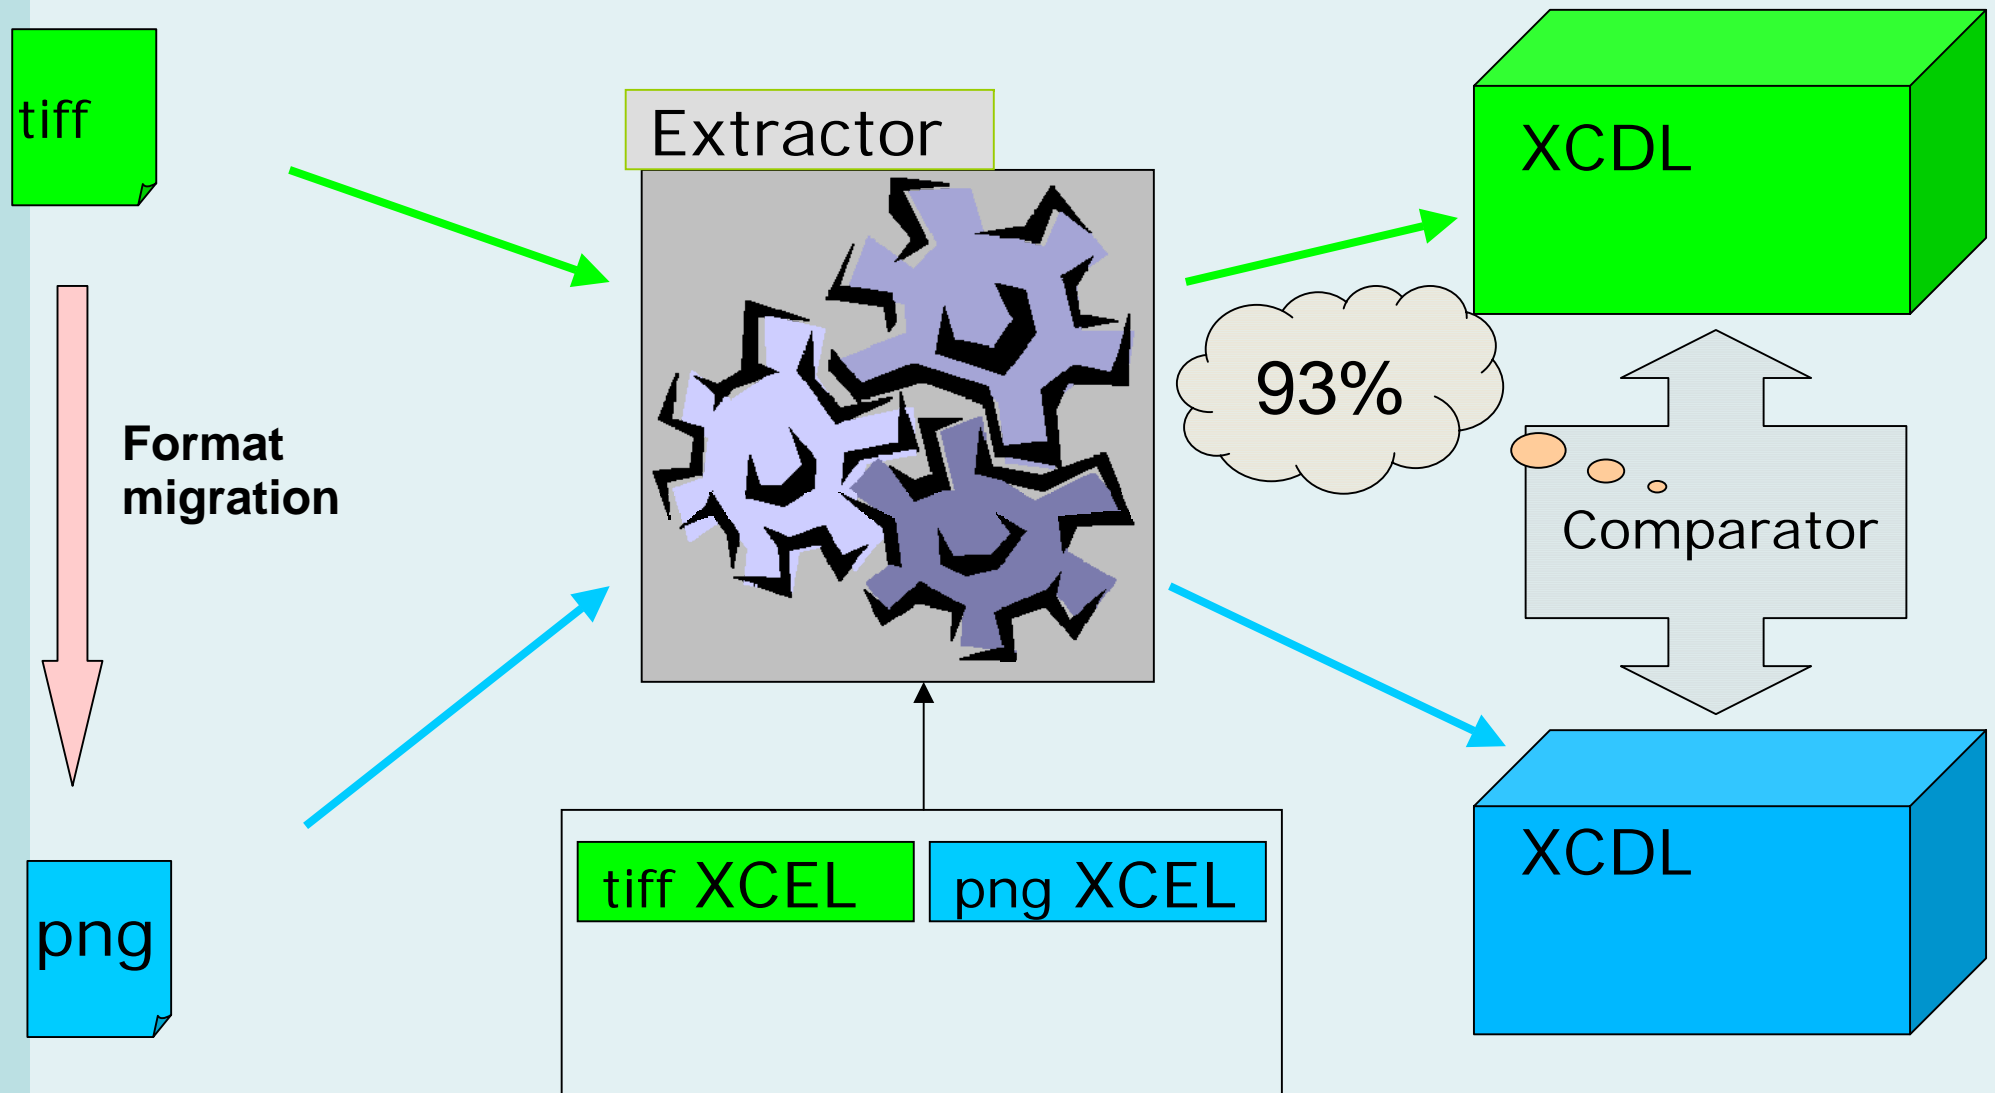 tiff
Extractor
XCDL
93%
Format
migration
Comparator
tiff XCEL
png XCEL
XCDL
png